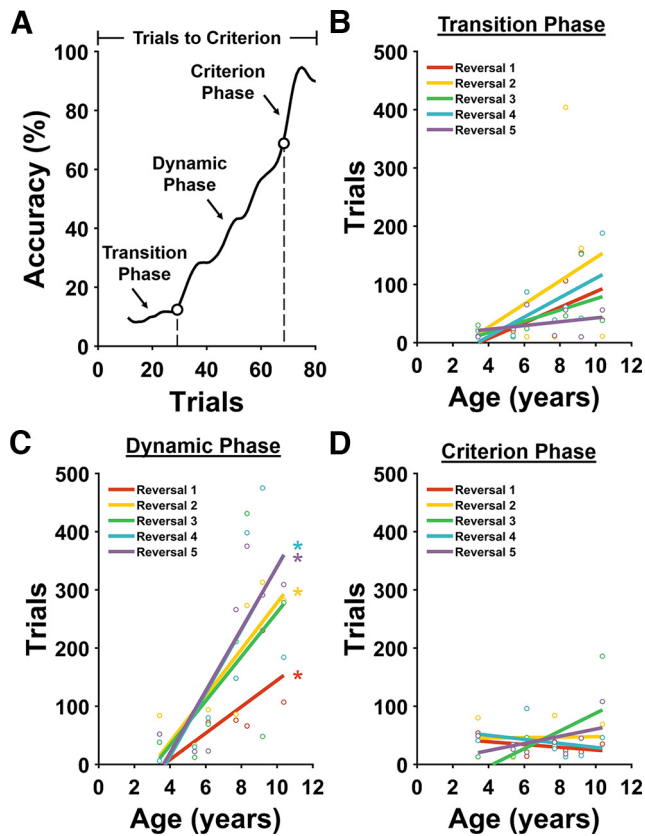 A
Trials to Criterion
Accuracy (%)
100
80
60
40
20
0
Criterion
Phase
Dynamic
Phase
Transition
Phase
0 20 40 60 80
Trials
B
Transition Phase
Trials
500
400
300
200
100
0
Reversal 1
Reversal 2
Reversal 3
Reversal 4
Reversal 5
0 2 4 6 8 10 12
Age (years)
C
Dynamic Phase
Trials
500
400
300
200
100
0
Reversal 1
Reversal 2
Reversal 3
Reversal 4
Reversal 5
*
*
*
*
0 2 4 6 8 10 12
Age (years)
D
Criterion Phase
Trials
500
400
300
200
100
0
Reversal 1
Reversal 2
Reversal 3
Reversal 4
Reversal 5
0 2 4 6 8 10 12
Age (years)